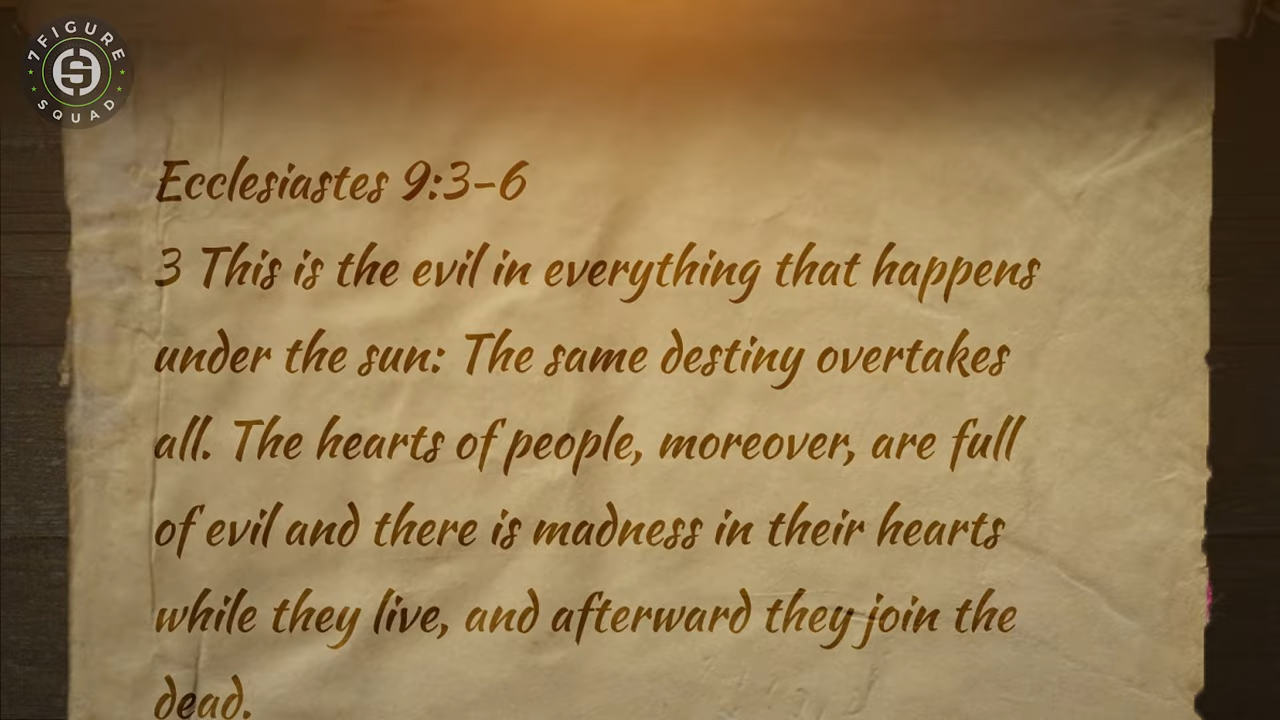 7FIGURE
SQUAD
Ecclesiastes 9:3-6
3 This is the evil in everything that happens
under the sun: The same destiny overtakes
all. The hearts of people, moreover, are full
of evil and there is madness in their hearts
while they live, and afterward they join the
dead.